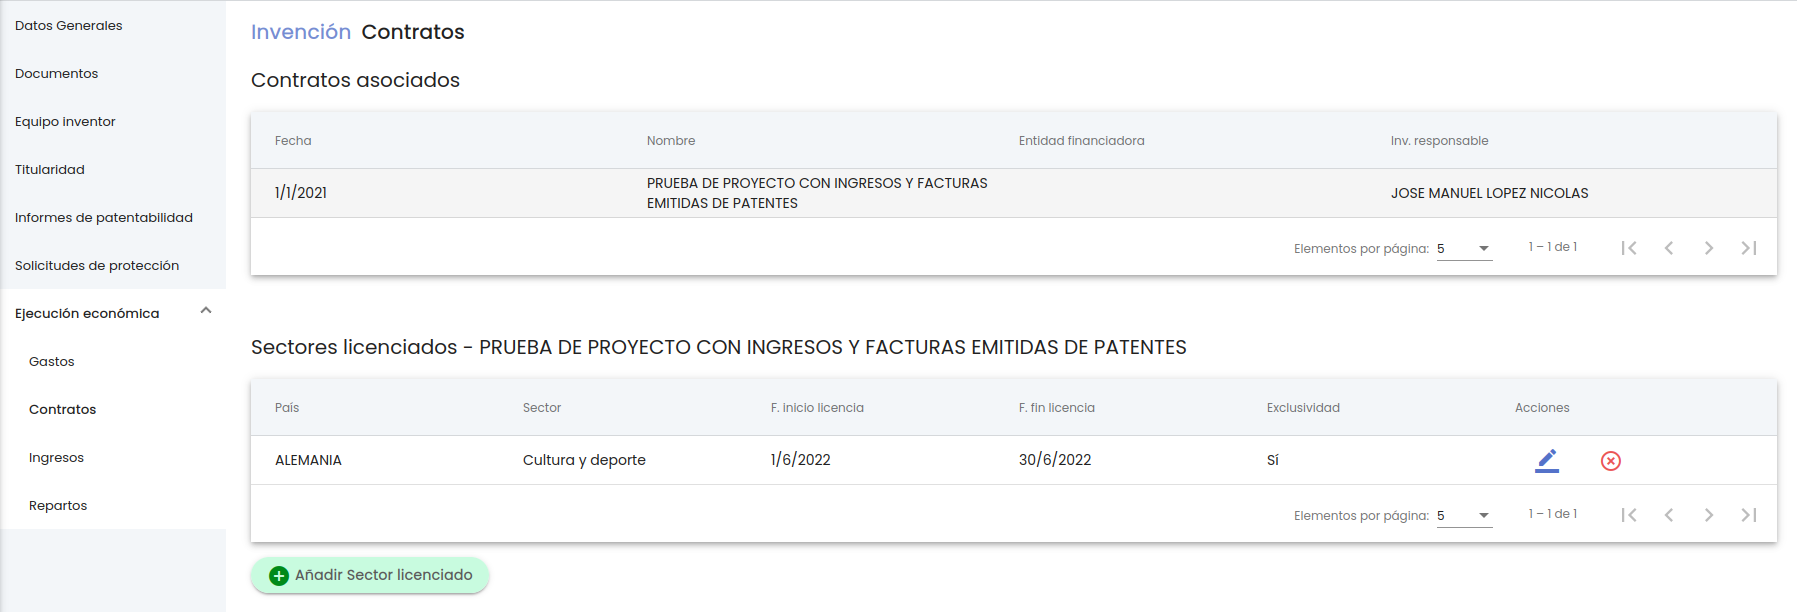 Datos Generales
Documentos
Equipo inventor
Titularidad
Informes de patentabilidad
Solicitudes de protección
Ejecución económica
Gastos
Contratos
Ingresos
Repartos
Invención Contratos
Contratos asociados
Fecha Nombre Entidad financiadora Inv. responsable
1/1/2021 PRUEBA DE PROYECTO CON INGRESOS Y FACTURAS JOSE MANUEL LOPEZ NICOLAS
EMITIDAS DE PATENTES
Elementos por página: 5 1 – 1 de 1
Sectores licenciados - PRUEBA DE PROYECTO CON INGRESOS Y FACTURAS EMITIDAS DE PATENTES
País Sector F. inicio licencia F. fin licencia Exclusividad Acciones
ALEMANIA Cultura y deporte 1/6/2022 30/6/2022 Sí
Elementos por página: 5 1 – 1 de 1
Añadir Sector licenciado